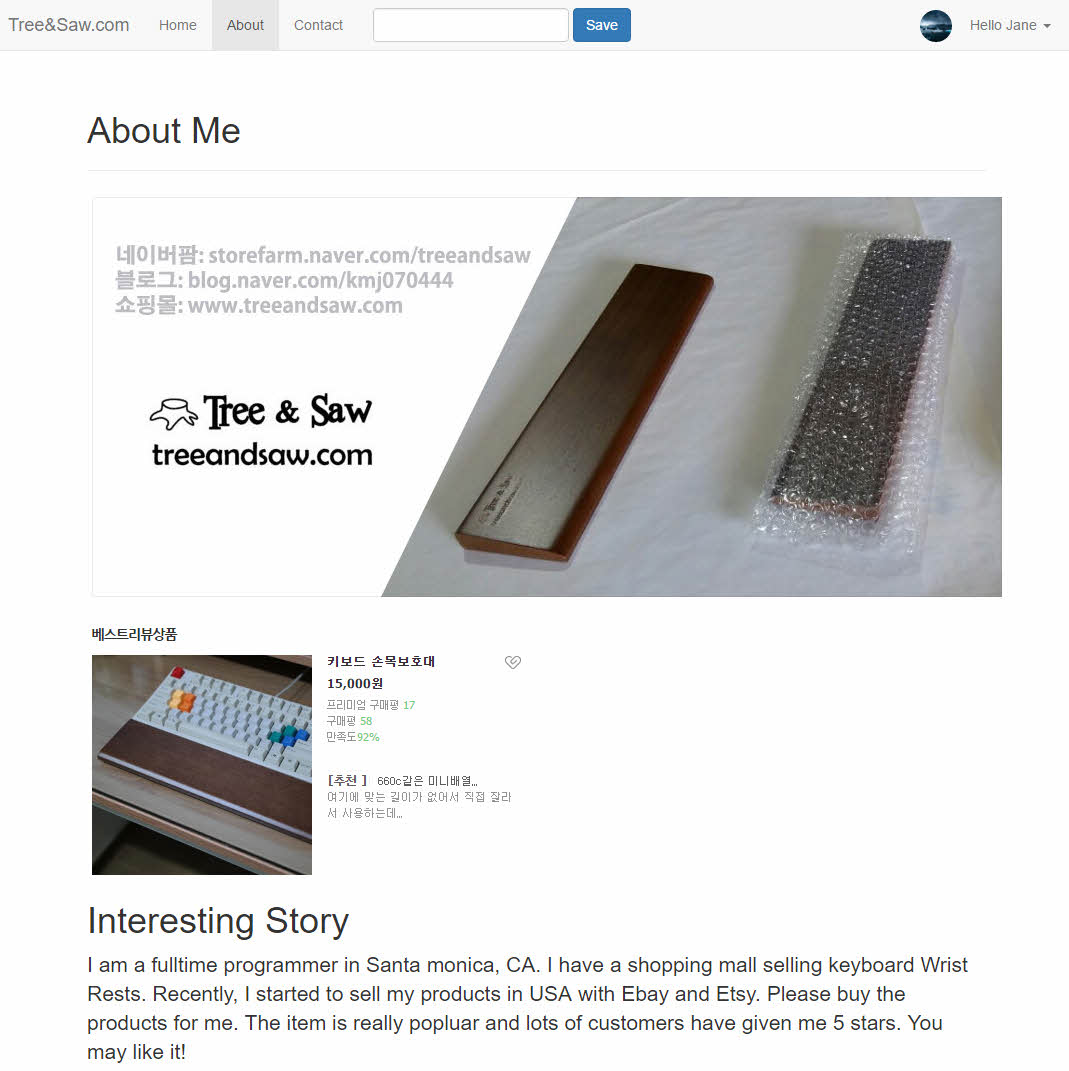 Tree&Saw.com Home About Contact Save Hello Jane
About Me
네이버팜: storefarm.naver.com/treeandsaw
블로그: blog.naver.com/kmj070444
쇼핑몰: www.treeandsaw.com
Tree & Saw
treeandsaw.com
Tree & Saw
베스트리뷰상품
키보드 손목보호대
15,000원
프리미엄 구매평 17
구매평 58
만족도92%
[추천 ] 660c같은 미니배열...
여기에 맞는 길이가 없어서 직접 잘라
서 사용하는데...
Interesting Story
I am a fulltime programmer in Santa monica, CA. I have a shopping mall selling keyboard Wrist
Rests. Recently, I started to sell my products in USA with Ebay and Etsy. Please buy the
products for me. The item is really popluar and lots of customers have given me 5 stars. You
may like it!